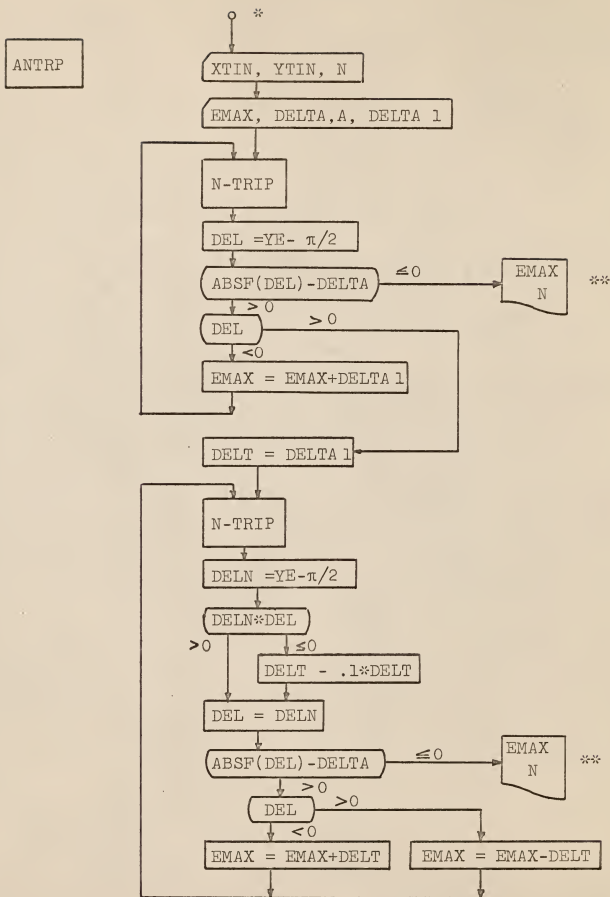 *
ANTRP
XTIN, YTIN, N
EMAX, DELTA,A, DELTA 1
N-TRIP
DEL =YE- π/2
ABSF(DEL)-DELTA
≤0
EMAX
N
**
>0
DEL
>0
<0
EMAX = EMAX+DELTA 1
DELT = DELTA 1
N-TRIP
DELN =YE-π/2
DELN*DEL
>0
≤0
DELT - .1*DELT
DEL = DELN
ABSF(DEL)-DELTA
≤0
EMAX
N
**
>0
DEL
>0
<0
EMAX = EMAX+DELT
EMAX = EMAX-DELT